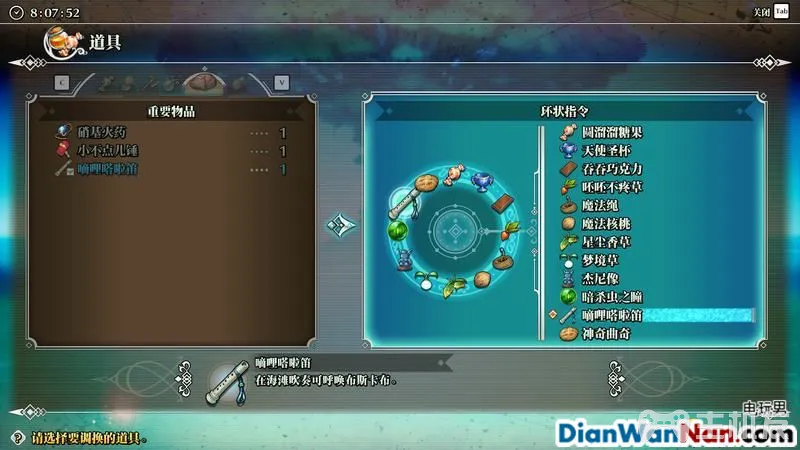 8:07:52
关闭 Tab
道具
C
V
重要物品
硝基火药 ···· 1
小不点儿锤 ···· 1
嘀哩嗒啦笛 ···· 1
环状指令
圆溜溜糖果
天使圣杯
吞吞巧克力
呸呸不疼草
魔法绳
魔法核桃
星尘香草
梦境草
杰尼像
暗杀虫之瞳
嘀哩嗒啦笛
神奇曲奇
嘀哩嗒啦笛
在海滩吹奏可呼唤布斯卡布。
电玩男
DianWanNan.com
请选择要调换的道具。